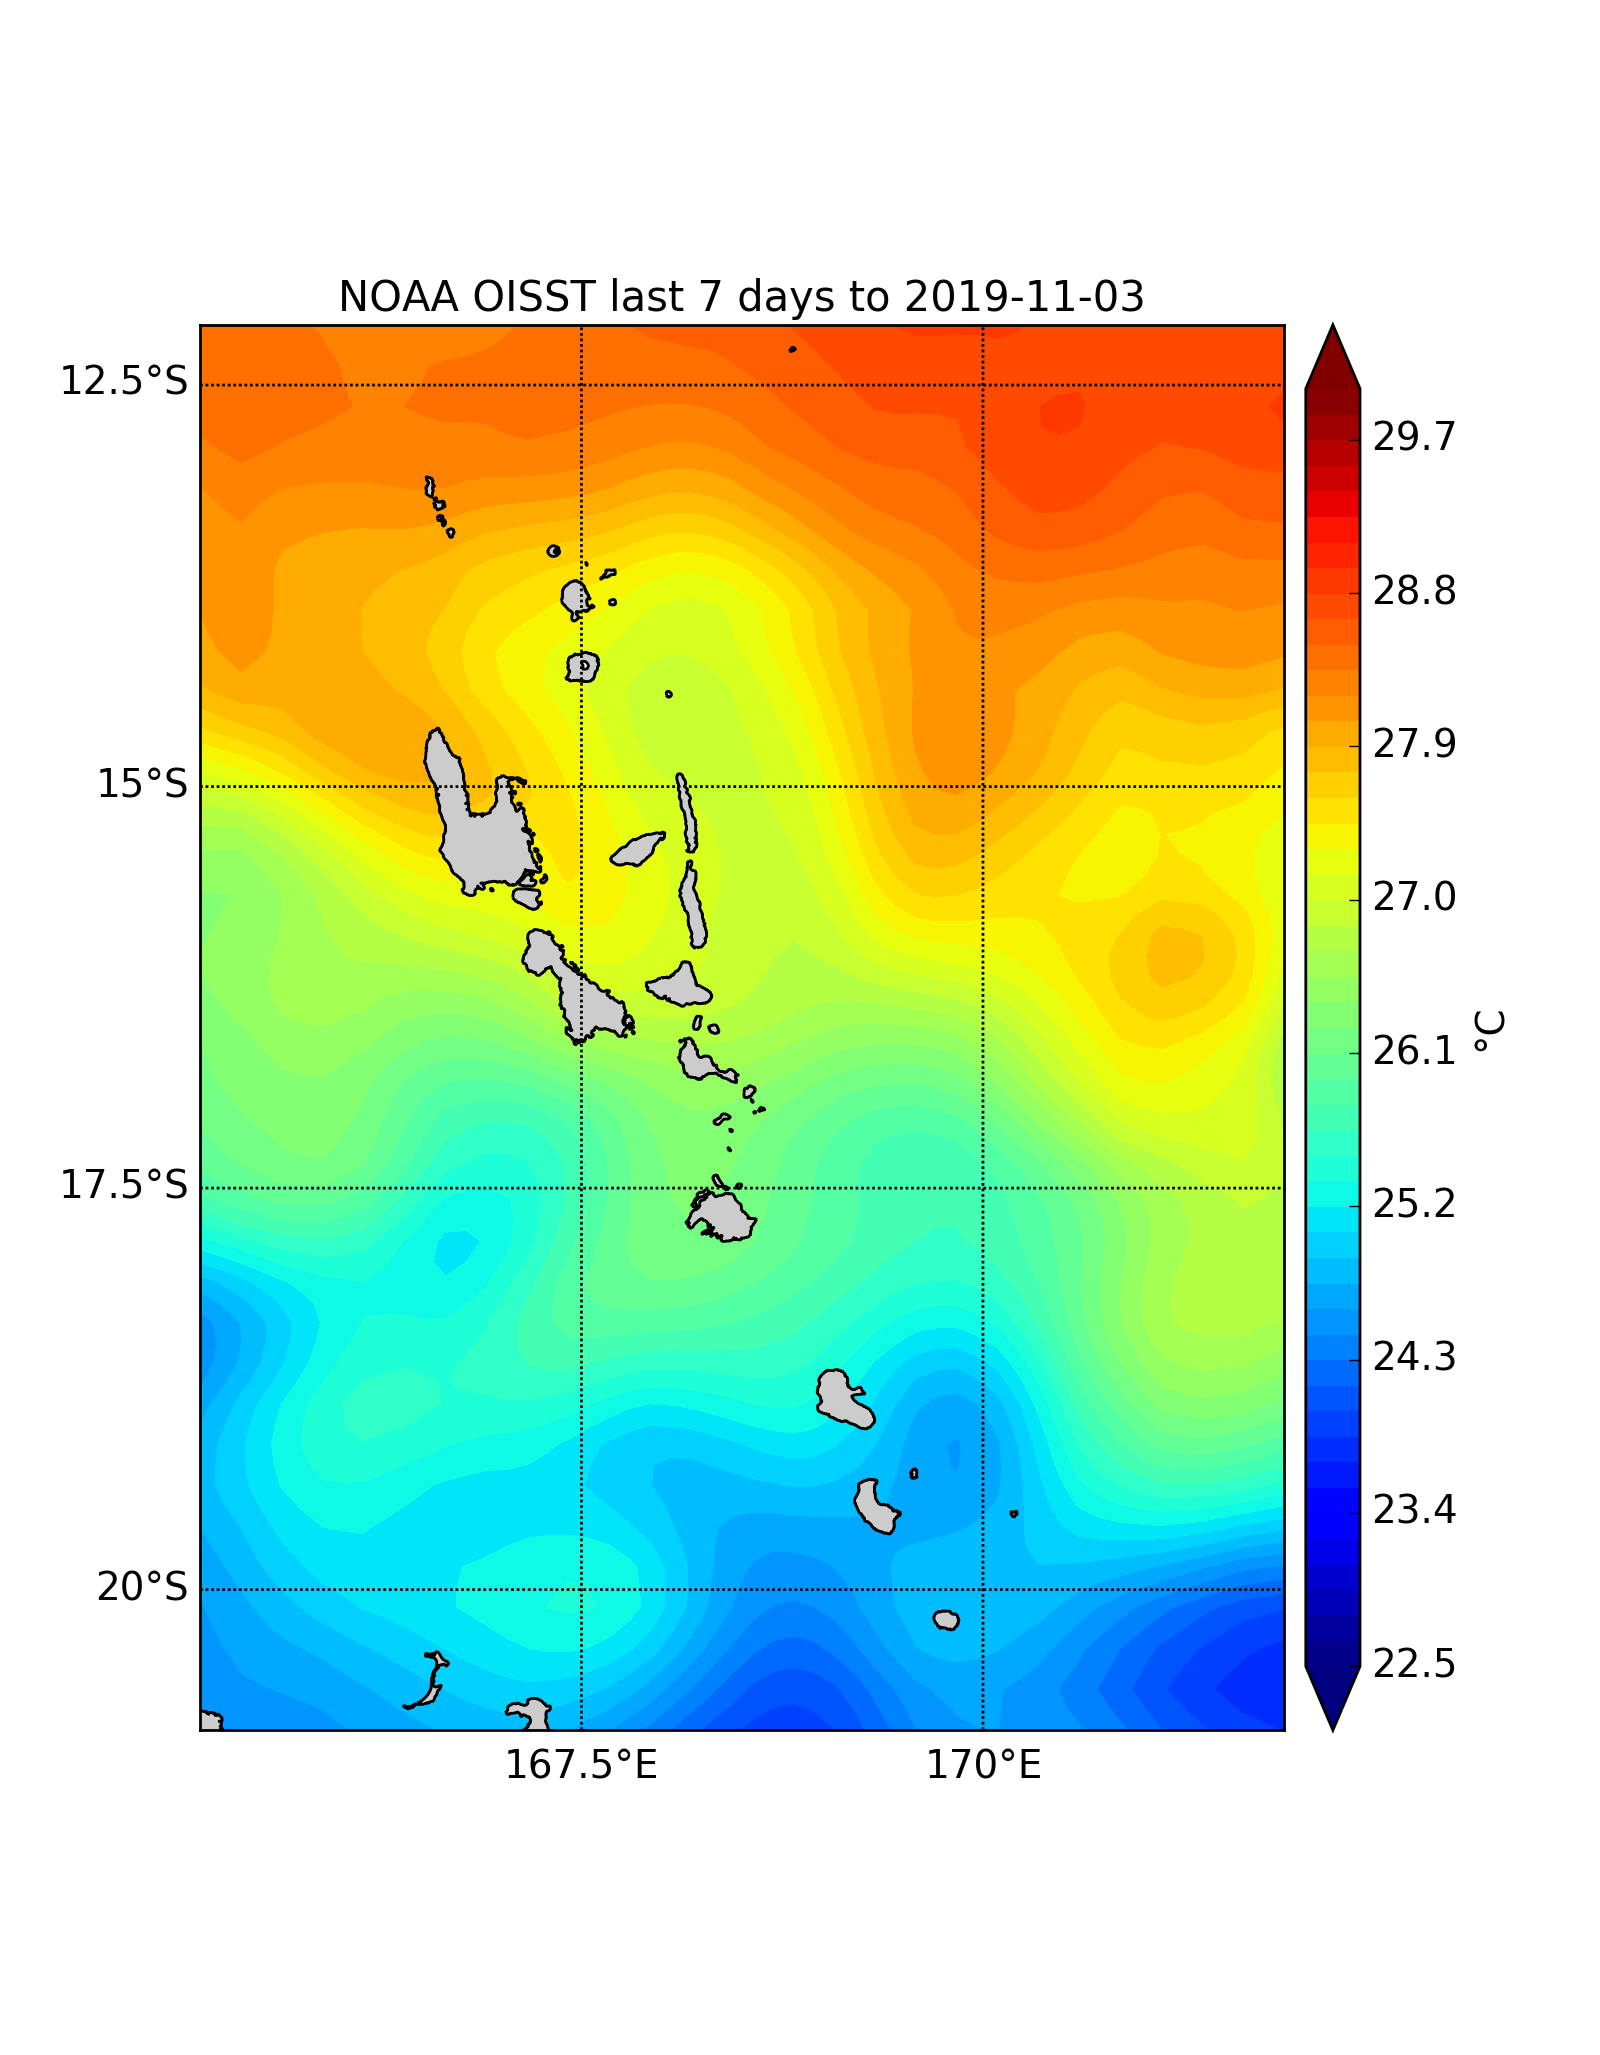 NOAA OISST last 7 days to 2019-11-03
12.5°S
15°S
17.5°S
20°S
167.5°E
170°E
29.7
28.8
27.9
27.0
26.1
25.2
24.3
23.4
22.5
°C